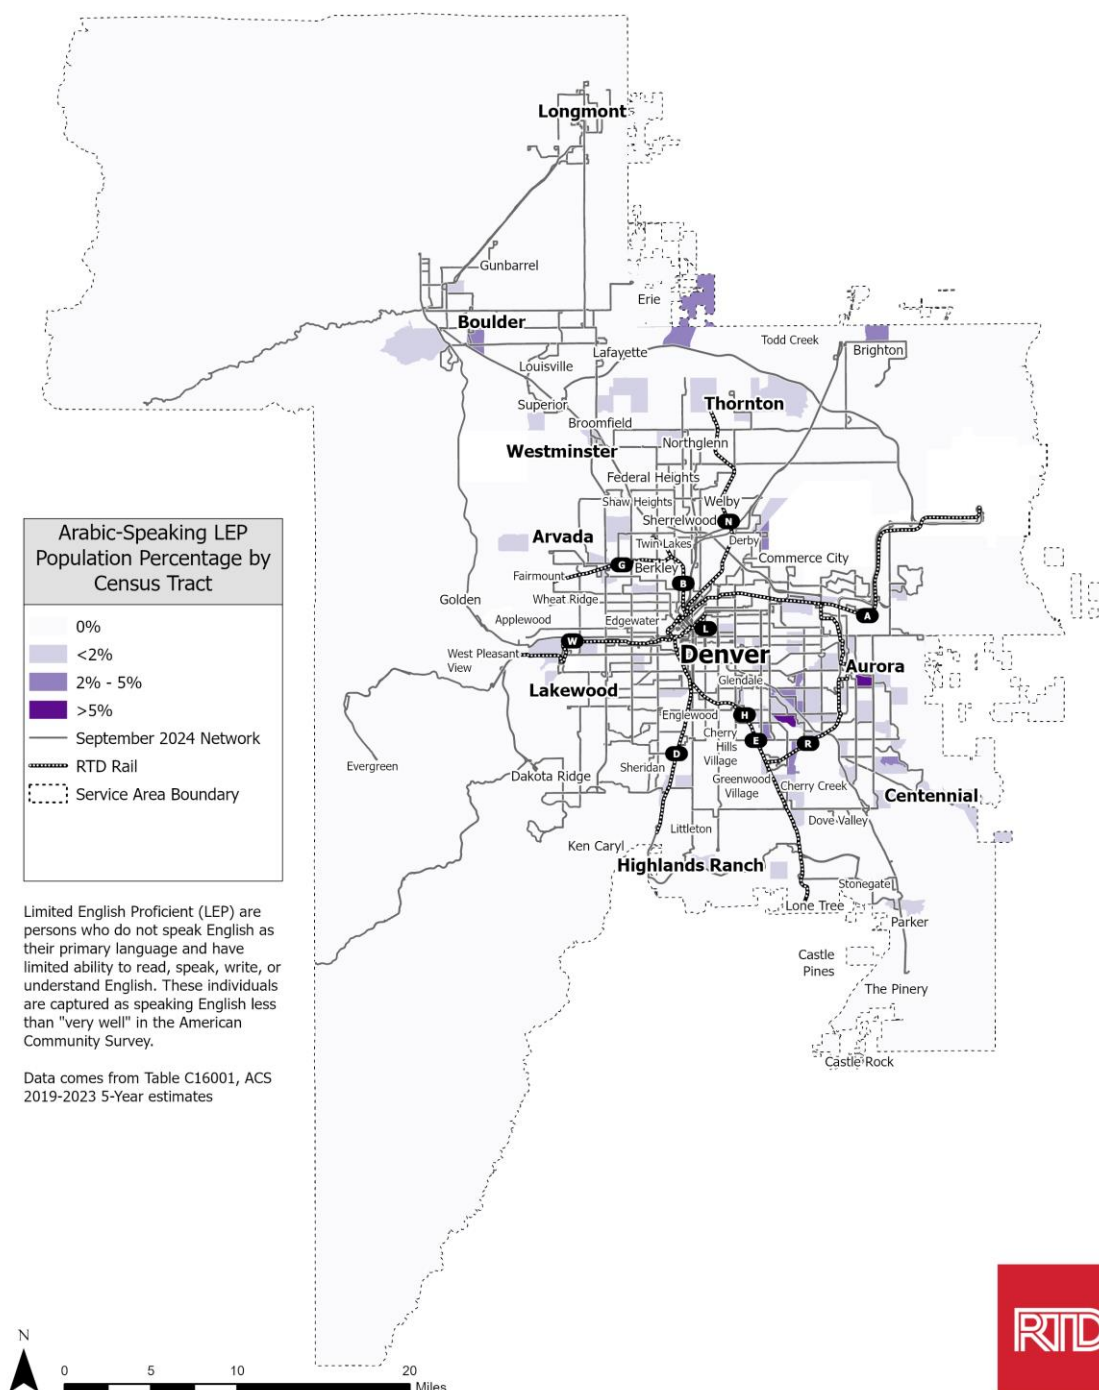 Longmont
Gunbarrel
Erie
Boulder
Todd Creek
Brighton
Lafayette
Louisville
Superior
Thornton
Broomfield
Northglenn
Westminster
Federal Heights
Shaw Heights
Welby
Sherrelwood
N
Arvada
Twin Lakes
Derby
Commerce City
G
Berkley
Fairmount
B
Golden
Wheat Ridge
A
Applewood
Edgewater
L
W
West Pleasant
View
Denver
Aurora
Glendale
Lakewood
Englewood
H
Cherry
Hills
Village
E
R
D
Sheridan
Evergreen
Dakota Ridge
Greenwood
Village
Cherry Creek
Centennial
Dove Valley
Littleton
Ken Caryl
Highlands Ranch
Stonegate
Lone Tree
Parker
Castle
Pines
The Pinery
Castle Rock
Arabic-Speaking LEP
Population Percentage by
Census Tract
0%
<2%
2% - 5%
>5%
September 2024 Network
RTD Rail
Service Area Boundary
Limited English Proficient (LEP) are
persons who do not speak English as
their primary language and have
limited ability to read, speak, write, or
understand English. These individuals
are captured as speaking English less
than "very well" in the American
Community Survey.
Data comes from Table C16001, ACS
2019-2023 5-Year estimates
N
0 5 10 20
Miles
RTD